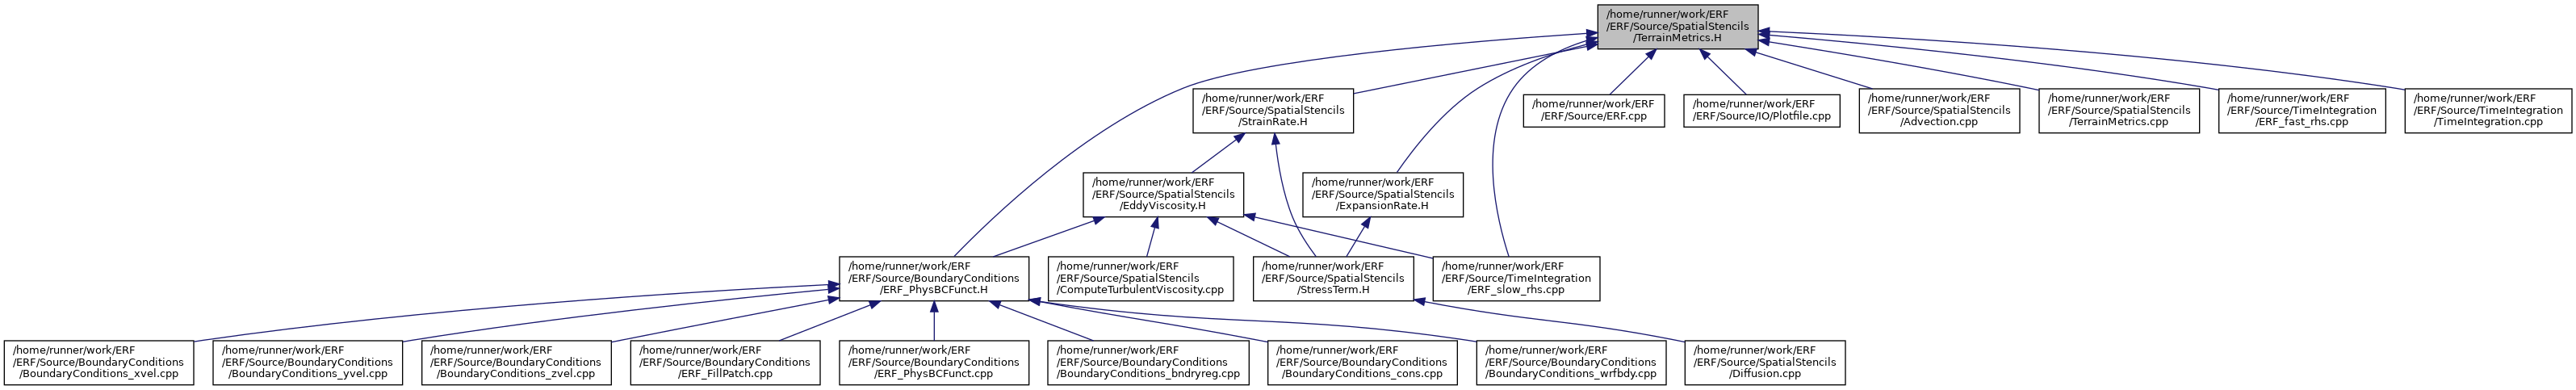 /home/runner/work/ERF
/ERF/Source/SpatialStencils
/TerrainMetrics.H
/home/runner/work/ERF
/ERF/Source/SpatialStencils
/StrainRate.H
/home/runner/work/ERF
/ERF/Source/ERF.cpp
/home/runner/work/ERF
/ERF/Source/IO/Plotfile.cpp
/home/runner/work/ERF
/ERF/Source/SpatialStencils
/Advection.cpp
/home/runner/work/ERF
/ERF/Source/SpatialStencils
/TerrainMetrics.cpp
/home/runner/work/ERF
/ERF/Source/TimeIntegration
/ERF_fast_rhs.cpp
/home/runner/work/ERF
/ERF/Source/TimeIntegration
/TimeIntegration.cpp
/home/runner/work/ERF
/ERF/Source/SpatialStencils
/EddyViscosity.H
/home/runner/work/ERF
/ERF/Source/SpatialStencils
/ExpansionRate.H
/home/runner/work/ERF
/ERF/Source/BoundaryConditions
/ERF_PhysBCFunct.H
/home/runner/work/ERF
/ERF/Source/SpatialStencils
/ComputeTurbulentViscosity.cpp
/home/runner/work/ERF
/ERF/Source/SpatialStencils
/StressTerm.H
/home/runner/work/ERF
/ERF/Source/TimeIntegration
/ERF_slow_rhs.cpp
/home/runner/work/ERF
/ERF/Source/BoundaryConditions
/BoundaryConditions_xvel.cpp
/home/runner/work/ERF
/ERF/Source/BoundaryConditions
/BoundaryConditions_yvel.cpp
/home/runner/work/ERF
/ERF/Source/BoundaryConditions
/BoundaryConditions_zvel.cpp
/home/runner/work/ERF
/ERF/Source/BoundaryConditions
/ERF_FillPatch.cpp
/home/runner/work/ERF
/ERF/Source/BoundaryConditions
/ERF_PhysBCFunct.cpp
/home/runner/work/ERF
/ERF/Source/BoundaryConditions
/BoundaryConditions_bndryreg.cpp
/home/runner/work/ERF
/ERF/Source/BoundaryConditions
/BoundaryConditions_cons.cpp
/home/runner/work/ERF
/ERF/Source/BoundaryConditions
/BoundaryConditions_wrfbdy.cpp
/home/runner/work/ERF
/ERF/Source/SpatialStencils
/Diffusion.cpp